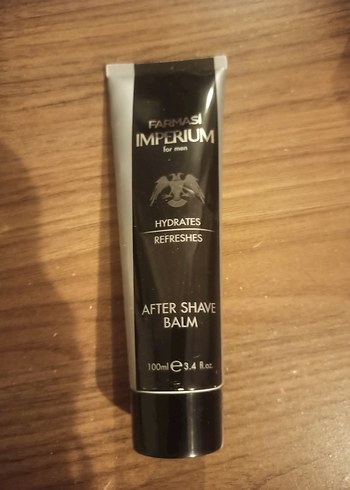 FARMASi
IMPERIUM
for men
HYDRATES
REFRESHES
AFTER SHAVE
BALM
100ml ℮ 3.4 fl.oz.